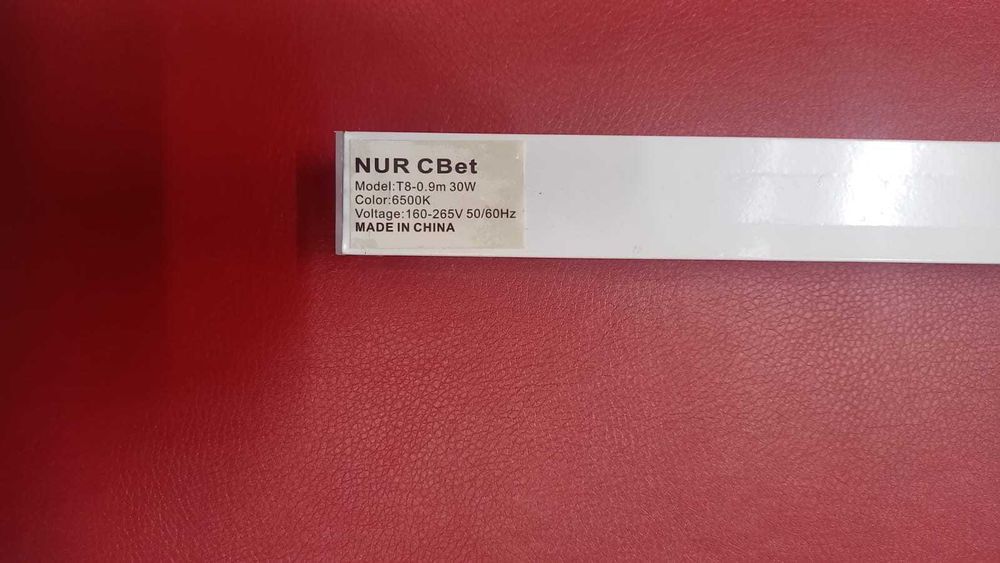 NUR CBet
Model:T8-0.9m 30W
Color:6500K
Voltage:160-265V 50/60Hz
MADE IN CHINA